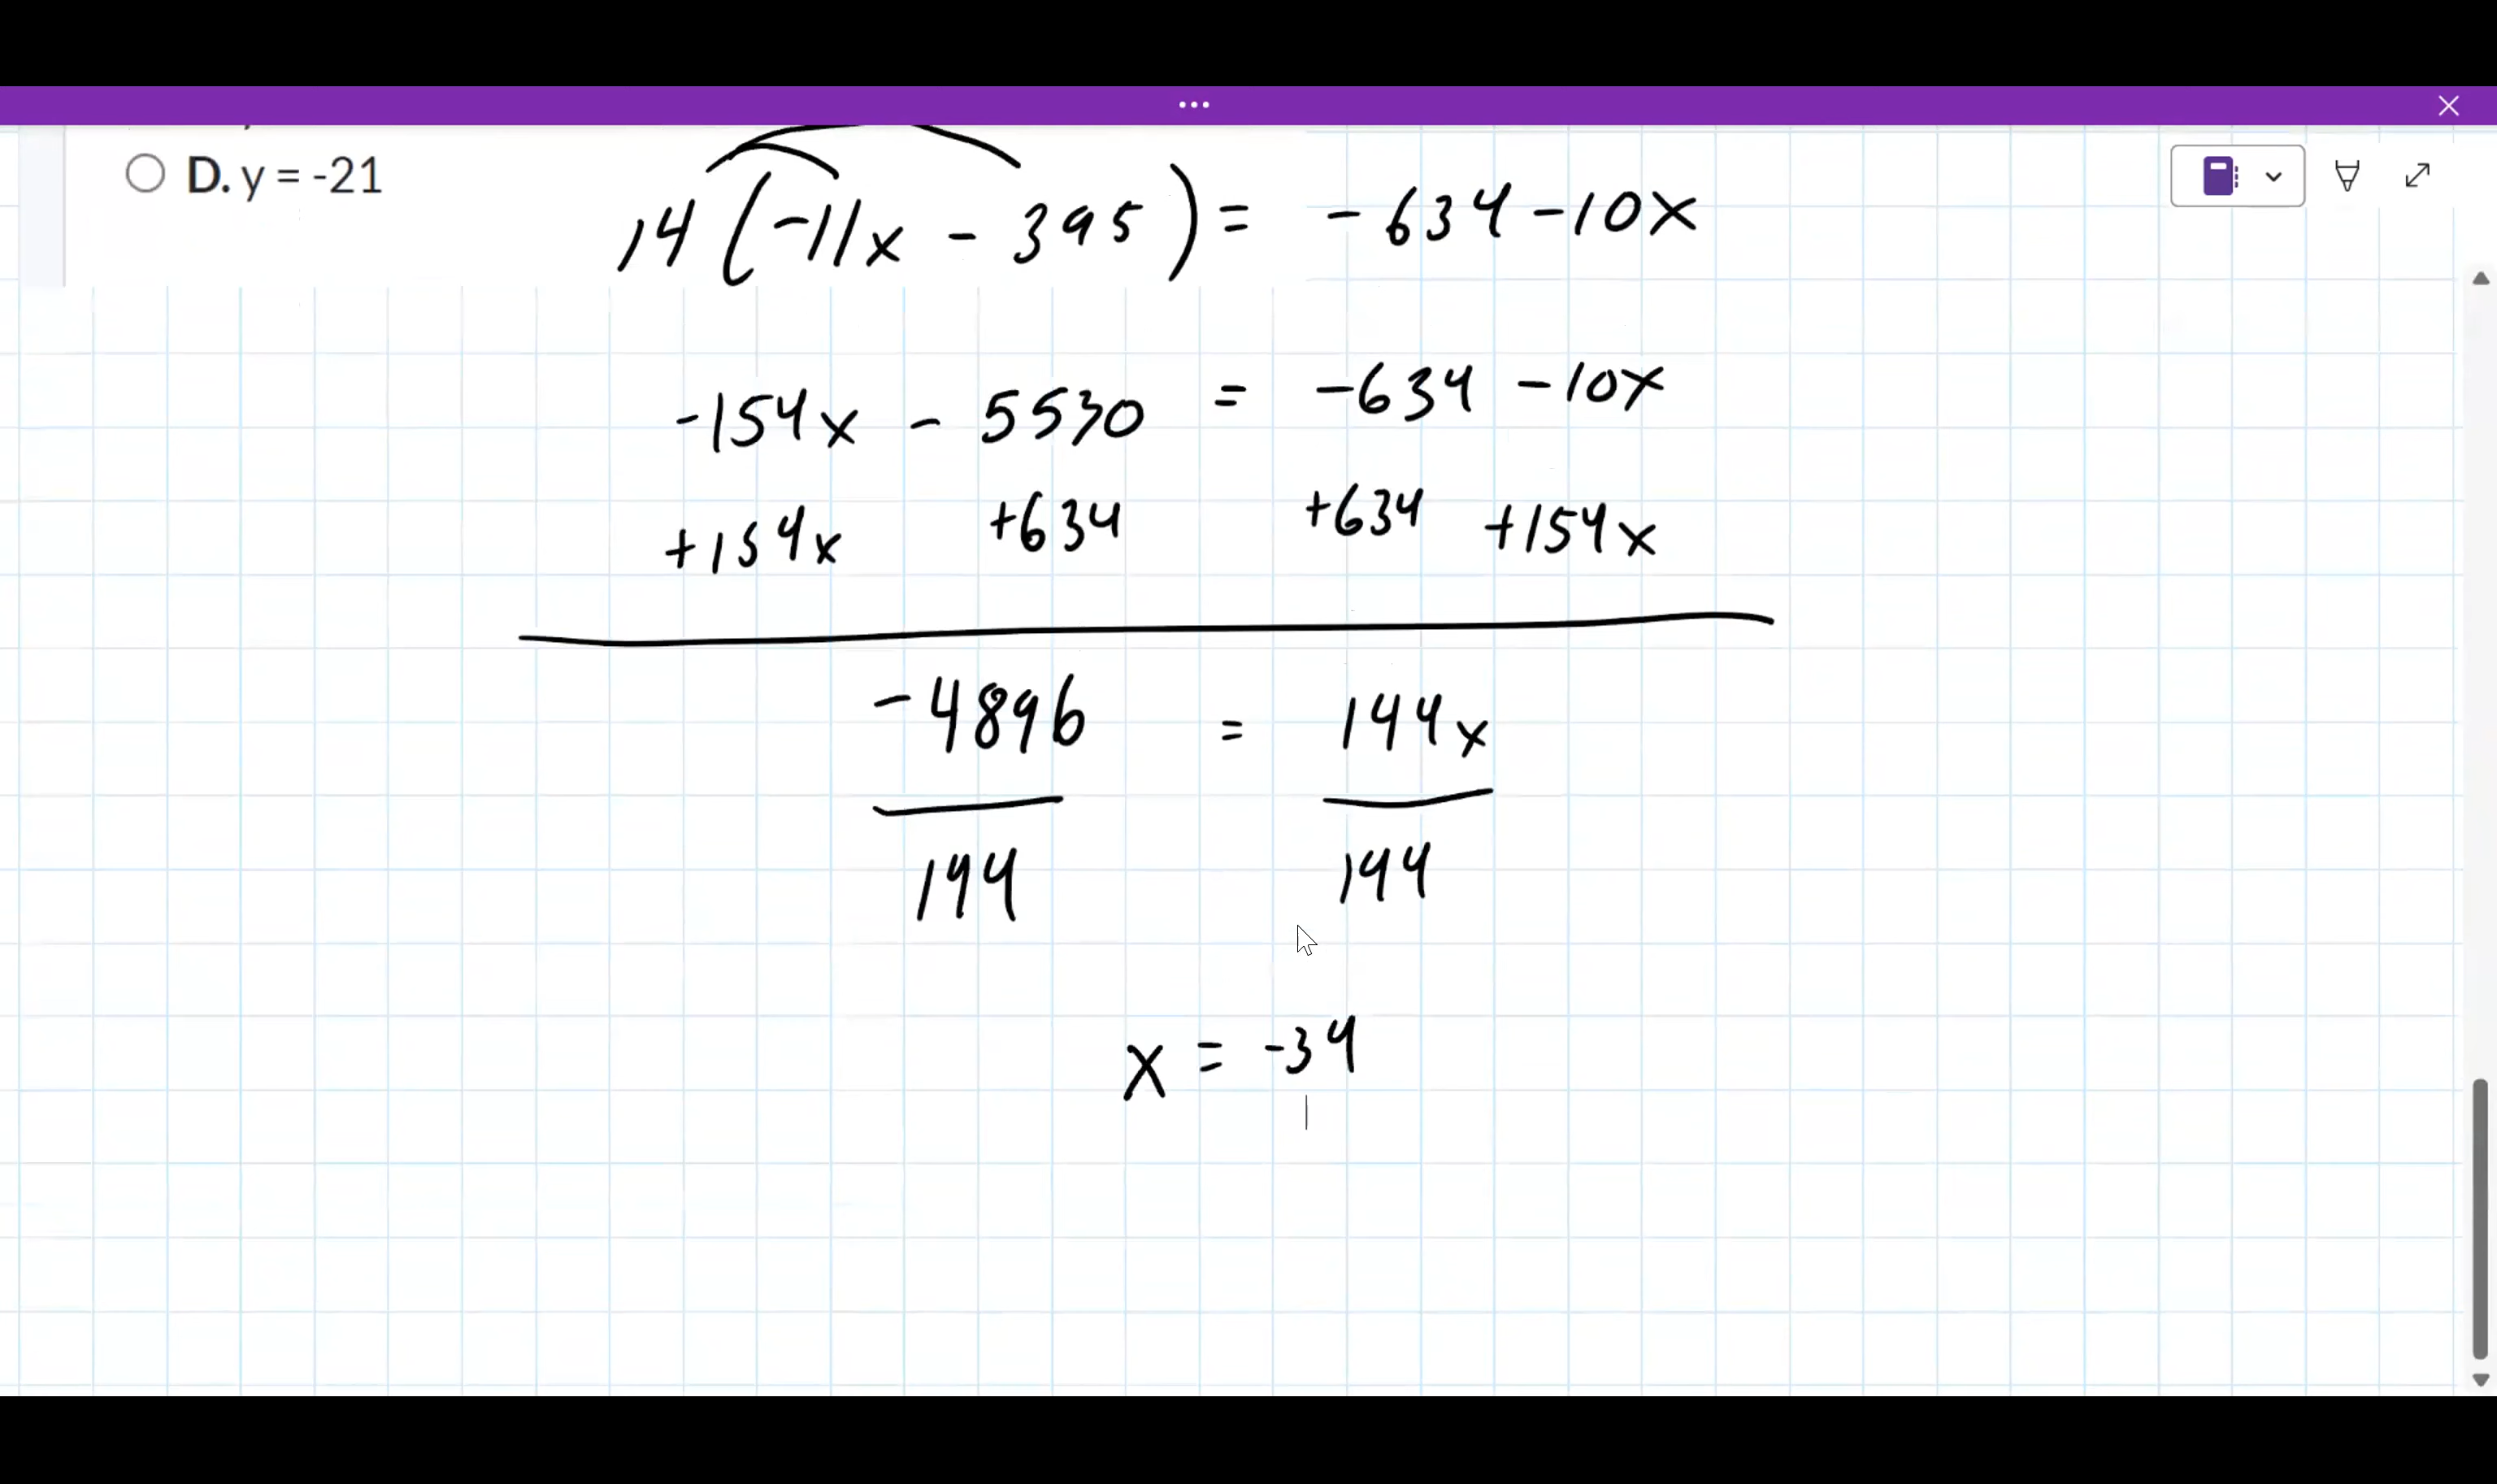 D. y = -21
14(-11x - 395) = -634 -10x
-154x - 5530 = -634 -10x
+154x +634 +634 +154x
-4896 = 144x
144 144
x = -34